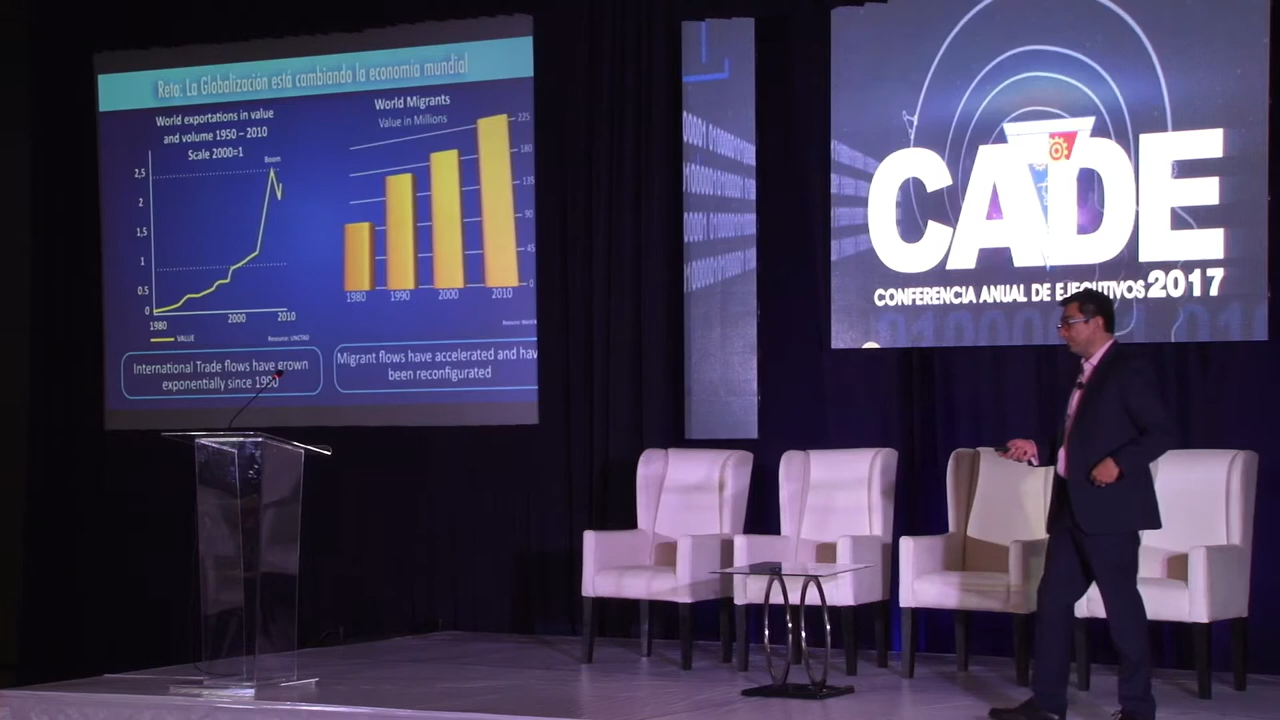 Reto: La Globalización está cambiando la economia mundial
World exportations in value
and volume 1950 – 2010
Scale 2000=1
Boom
2,5
2
1,5
1
0.5
0
1980
2000
2010
VALUE
Resource: UNCTAD
International Trade flows have grown
exponentially since 1990
World Migrants
Value in Millions
225
180
135
90
45
0
1980
1990
2000
2010
Migrant flows have accelerated and
been reconfigurated
CADE
CONFERENCIA ANUAL DE EJECUTIVOS 2017